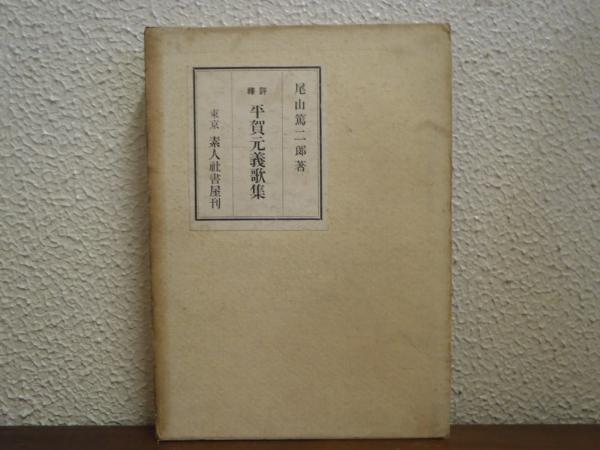 尾山篤二郎著
評釋
平賀元義歌集
東京 素人社書屋刊